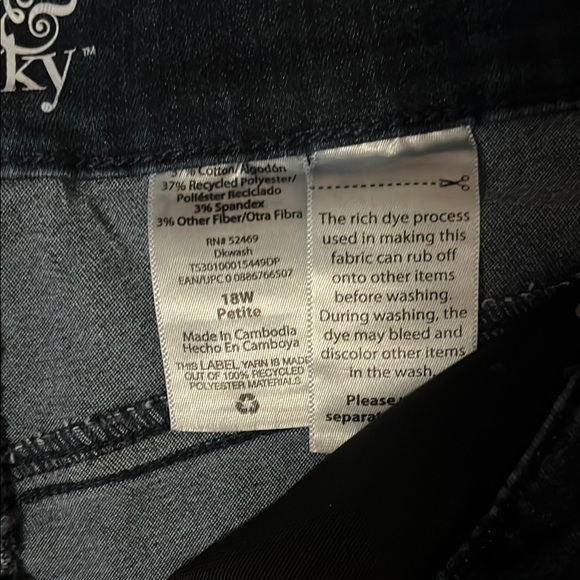 ky™
37% Cotton/Algodón
37% Recycled Polyester/
Poliéster Reciclado
3% Spandex
3% Other Fiber/Otra Fibra
RN# 52469
Dkwash
TS30100015449DP
EAN/UPC 0 0886766507
18W
Petite
Made in Cambodia
Hecho En Camboya
THIS LABEL YARN IS MADE
OUT OF 100% RECYCLED
POLYESTER MATERIALS
The rich dye process
used in making this
fabric can rub off
onto other items
before washing.
During washing, the
dye may bleed and
discolor other items
in the wash.
Please
separat